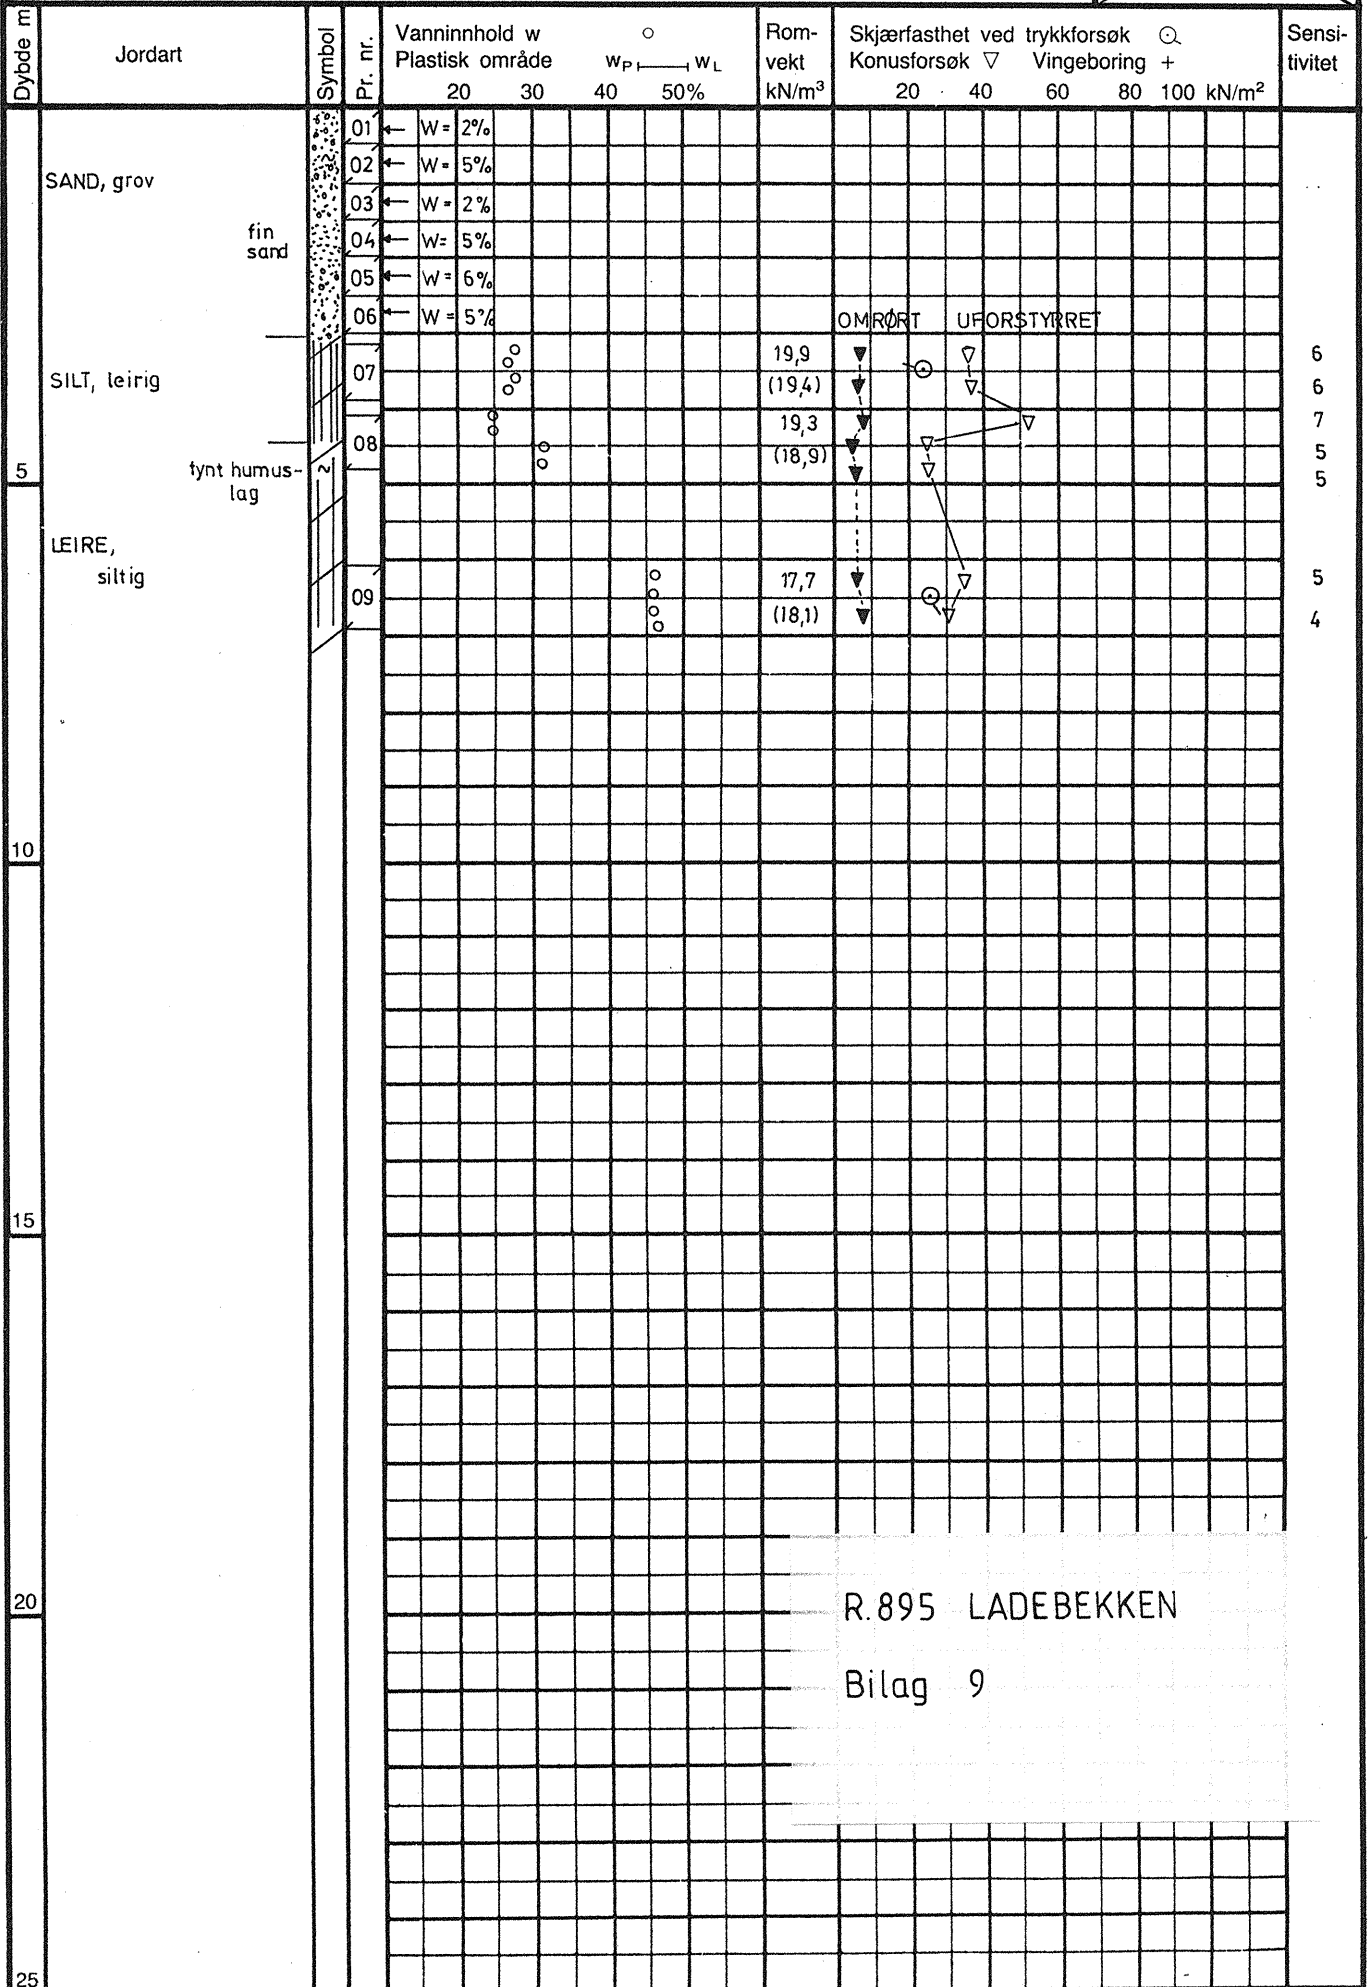 Dybde m
Jordart
Symbol
Pr. nr.
Vanninnhold w
Plastisk område wP wL
20 30 40 50%
Rom-
vekt
kN/m³
Skjærfasthet ved trykkforsøk
Konusforsøk ▽ Vingeboring +
20 40 60 80 100 kN/m²
Sensi-
tivitet
01 W = 2%
02 W = 5%
SAND, grov
03 W = 2%
fin
sand
04 W= 5%
05 W = 6%
06 W = 5%
OMRØRT UFORSTYRRET
19,9 6
07
SILT, leirig
(19,4) 6
19,3 7
08
(18,9) 5
tynt humus-
lag
5
5
LEIRE,
siltig
17,7 5
09
(18,1) 4
10
15
20
R.895 LADEBEKKEN
Bilag 9
25